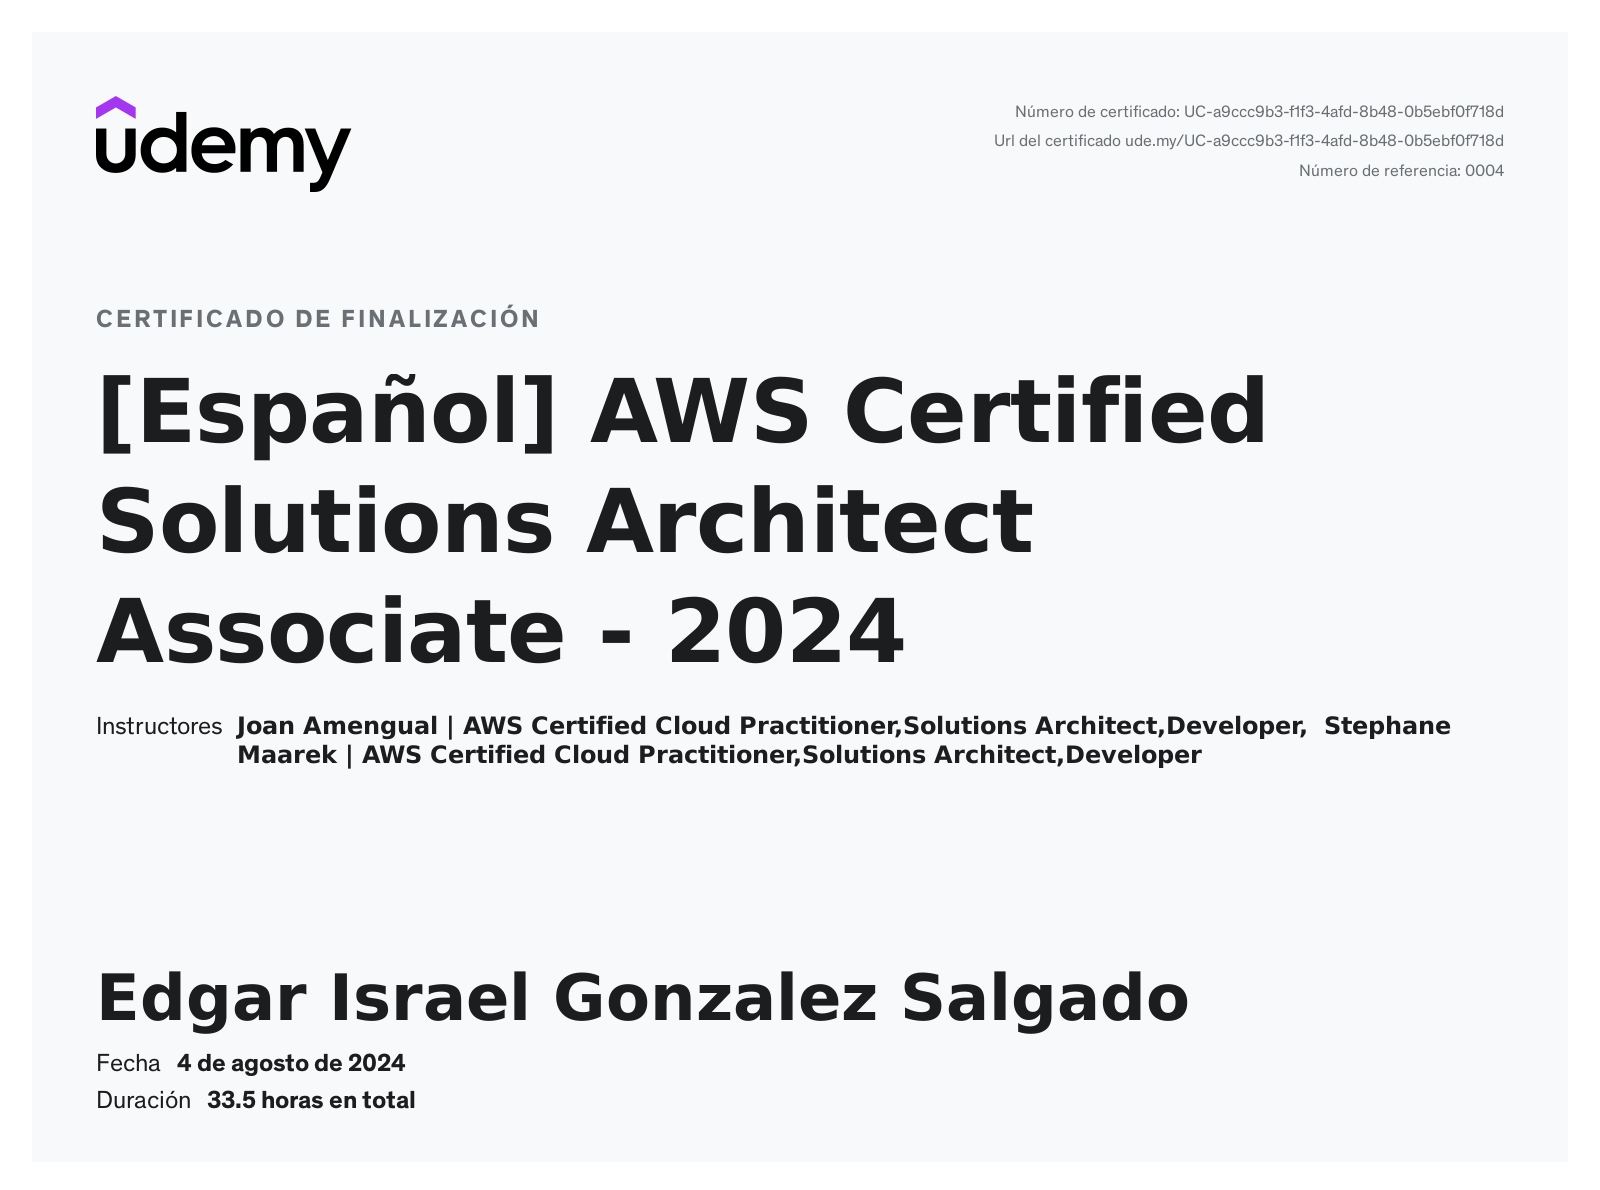 udemy
Número de certificado: UC-a9ccc9b3-f1f3-4afd-8b48-0b5ebf0f718d
Url del certificado ude.my/UC-a9ccc9b3-f1f3-4afd-8b48-0b5ebf0f718d
Número de referencia: 0004
CERTIFICADO DE FINALIZACIÓN
[Español] AWS Certified
Solutions Architect
Associate - 2024
Instructores Joan Amengual | AWS Certified Cloud Practitioner,Solutions Architect,Developer, Stephane
Maarek | AWS Certified Cloud Practitioner,Solutions Architect,Developer
Edgar Israel Gonzalez Salgado
Fecha 4 de agosto de 2024
Duración 33.5 horas en total